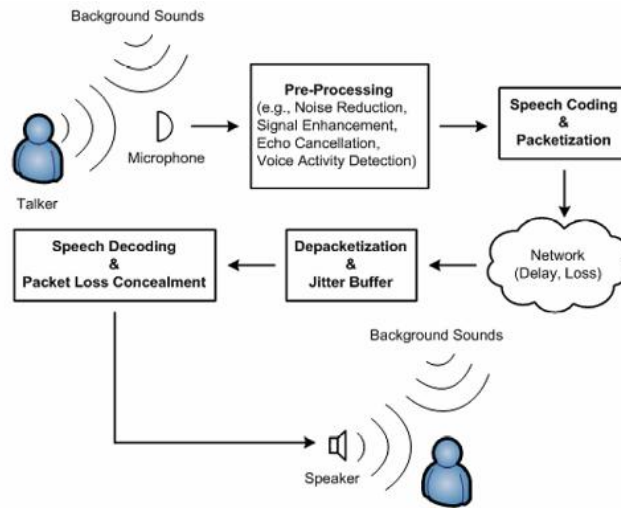 Background Sounds
Talker
Microphone
Pre-Processing
(e.g., Noise Reduction,
Signal Enhancement,
Echo Cancellation,
Voice Activity Detection)
Speech Coding
&
Packetization
Network
(Delay, Loss)
Depacketization
&
Jitter Buffer
Speech Decoding
&
Packet Loss Concealment
Background Sounds
Speaker